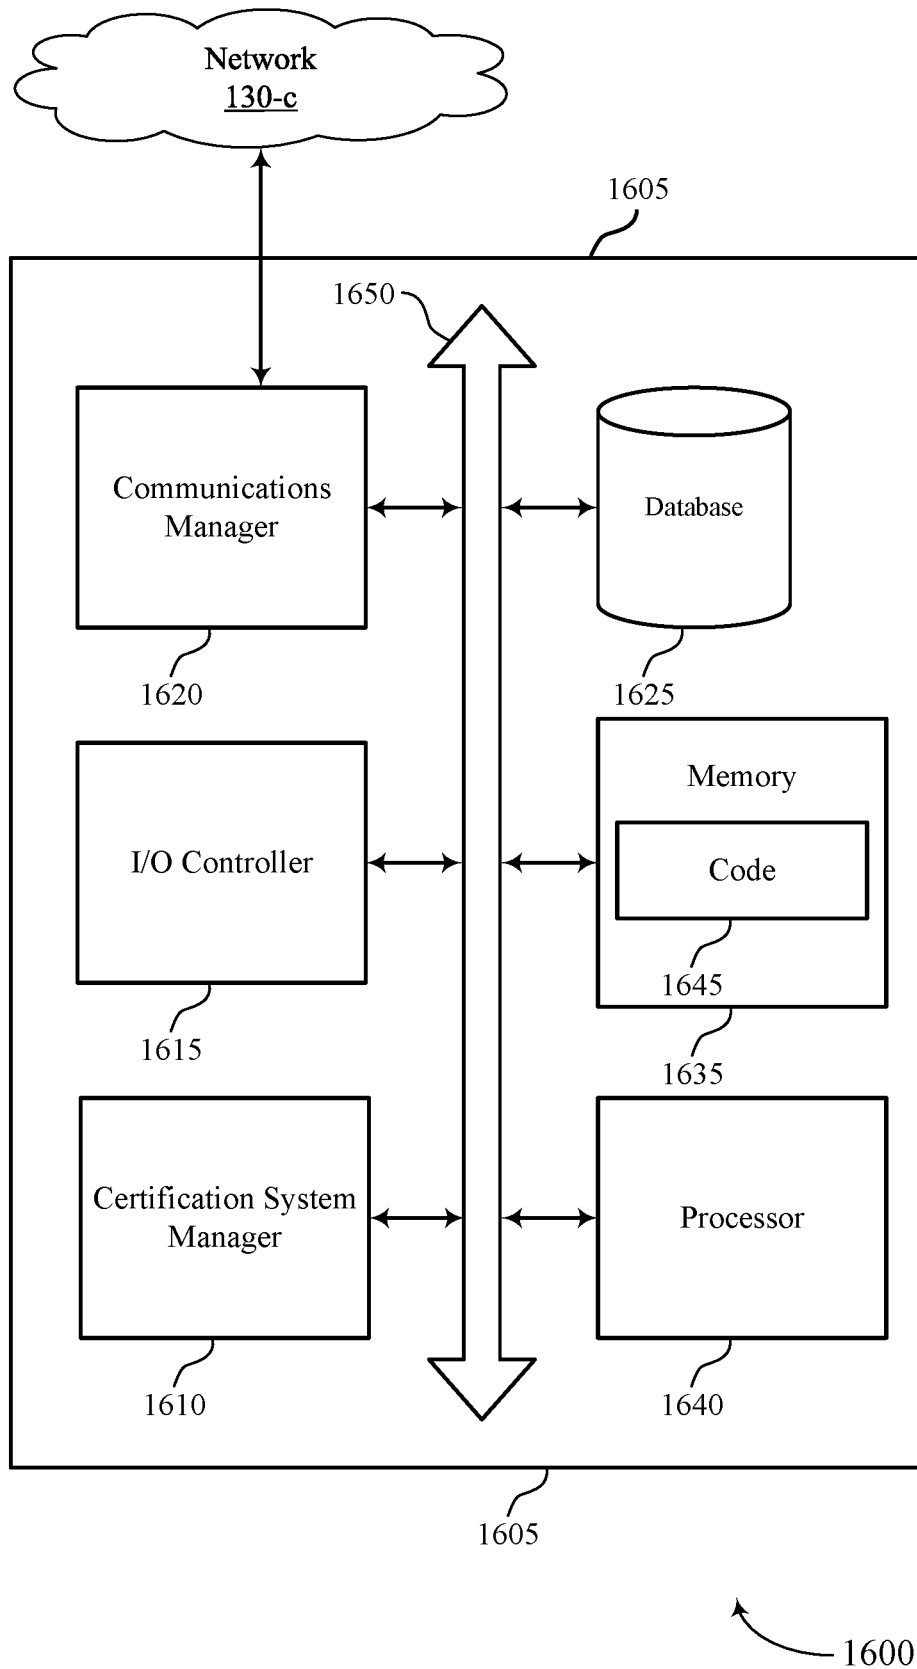 Network
130-c
1605
1650
Communications
Manager
Database
1620
1625
Memory
I/O Controller
Code
1645
1615
1635
Certification System
Manager
Processor
1610
1640
1605
1600